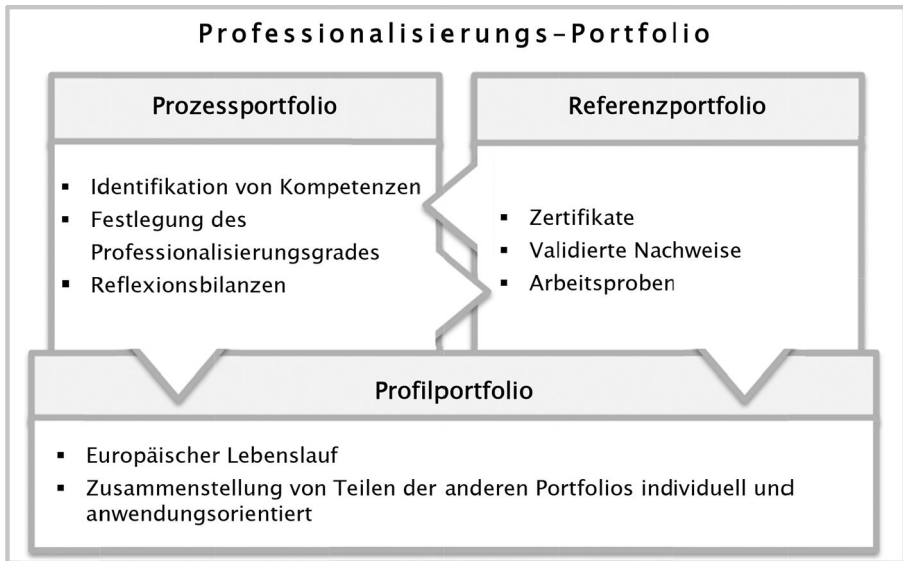 Professionalisierungs-Portfolio
Prozessportfolio
▪ Identifikation von Kompetenzen
▪ Festlegung des
Professionalisierungsgrades
▪ Reflexionsbilanzen
Referenzportfolio
▪ Zertifikate
▪ Validierte Nachweise
▪ Arbeitsproben
Profilportfolio
▪ Europäischer Lebenslauf
▪ Zusammenstellung von Teilen der anderen Portfolios individuell und
anwendungsorientiert